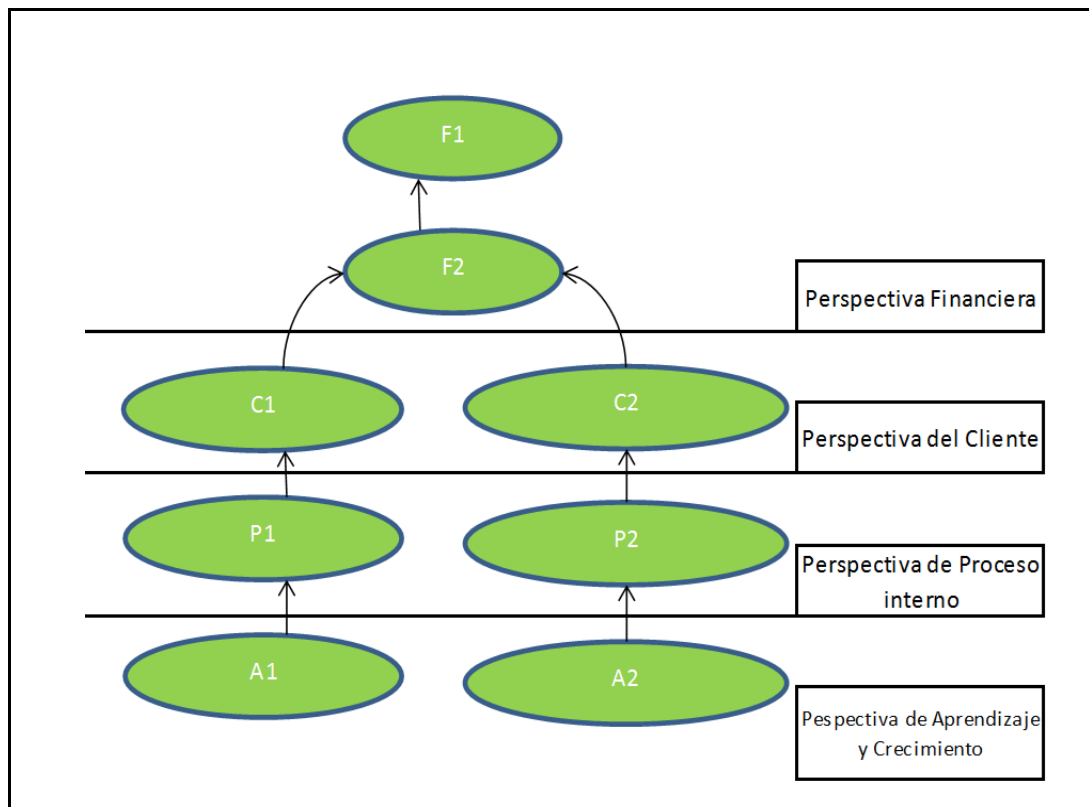 F1
F2
Perspectiva Financiera
C1
C2
Perspectiva del Cliente
P1
P2
Perspectiva de Proceso
interno
A1
A2
Pespectiva de Aprendizaje
y Crecimiento